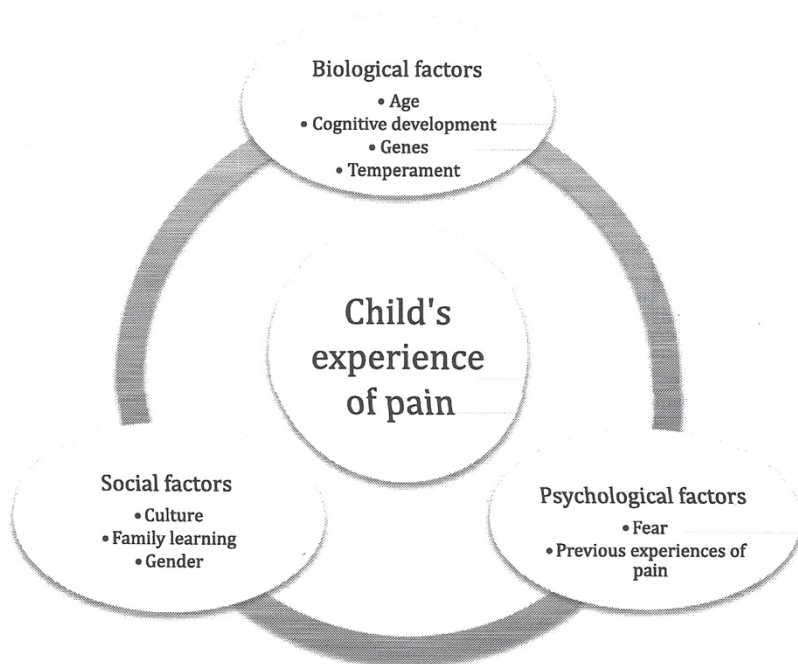 Biological factors
• Age
• Cognitive development
• Genes
• Temperament
Child's
experience
of pain
Social factors
• Culture
• Family learning
• Gender
Psychological factors
• Fear
• Previous experiences of
pain